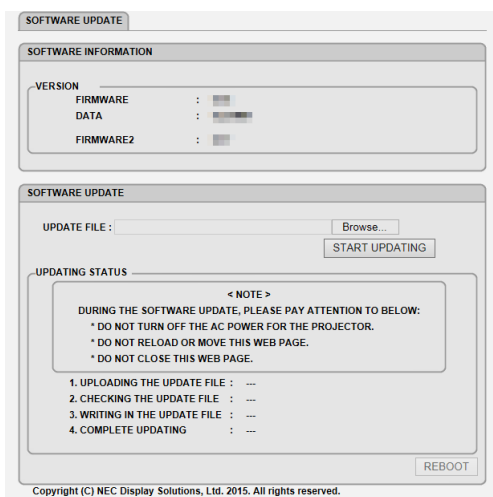 SOFTWARE UPDATE
SOFTWARE INFORMATION
VERSION
FIRMWARE :
DATA :
FIRMWARE2 :
SOFTWARE UPDATE
UPDATE FILE : Browse...
START UPDATING
UPDATING STATUS
< NOTE >
DURING THE SOFTWARE UPDATE, PLEASE PAY ATTENTION TO BELOW:
* DO NOT TURN OFF THE AC POWER FOR THE PROJECTOR.
* DO NOT RELOAD OR MOVE THIS WEB PAGE.
* DO NOT CLOSE THIS WEB PAGE.
1. UPLOADING THE UPDATE FILE : ---
2. CHECKING THE UPDATE FILE : ---
3. WRITING IN THE UPDATE FILE : ---
4. COMPLETE UPDATING : ---
REBOOT
Copyright (C) NEC Display Solutions, Ltd. 2015. All rights reserved.